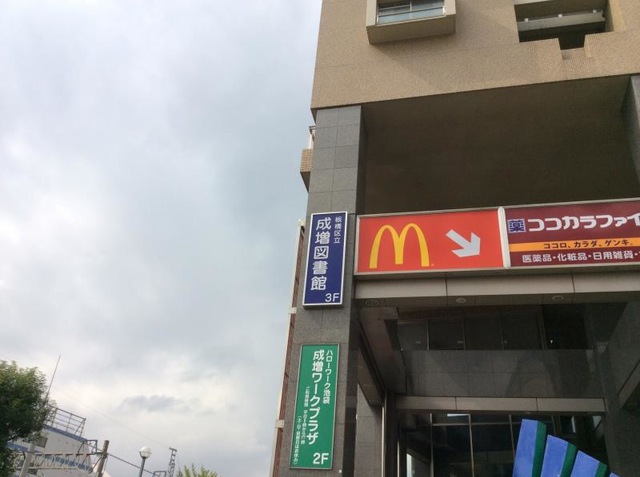 板橋区立
成増図書館
3F
M
薬 ココカラファイ
ココロ、カラダ、ゲンキ。
医薬品・化粧品・日用雑貨・
ハローワーク池袋
成増ワークプラザ
2F